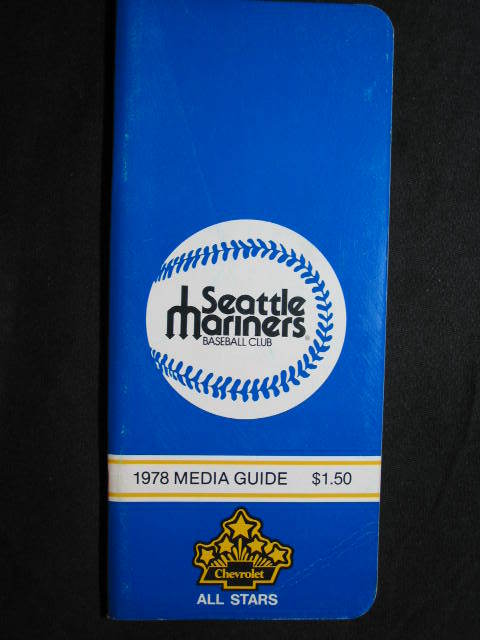 Seattle
Mariners®
BASEBALL CLUB
1978 MEDIA GUIDE $1.50
Chevrolet
ALL STARS